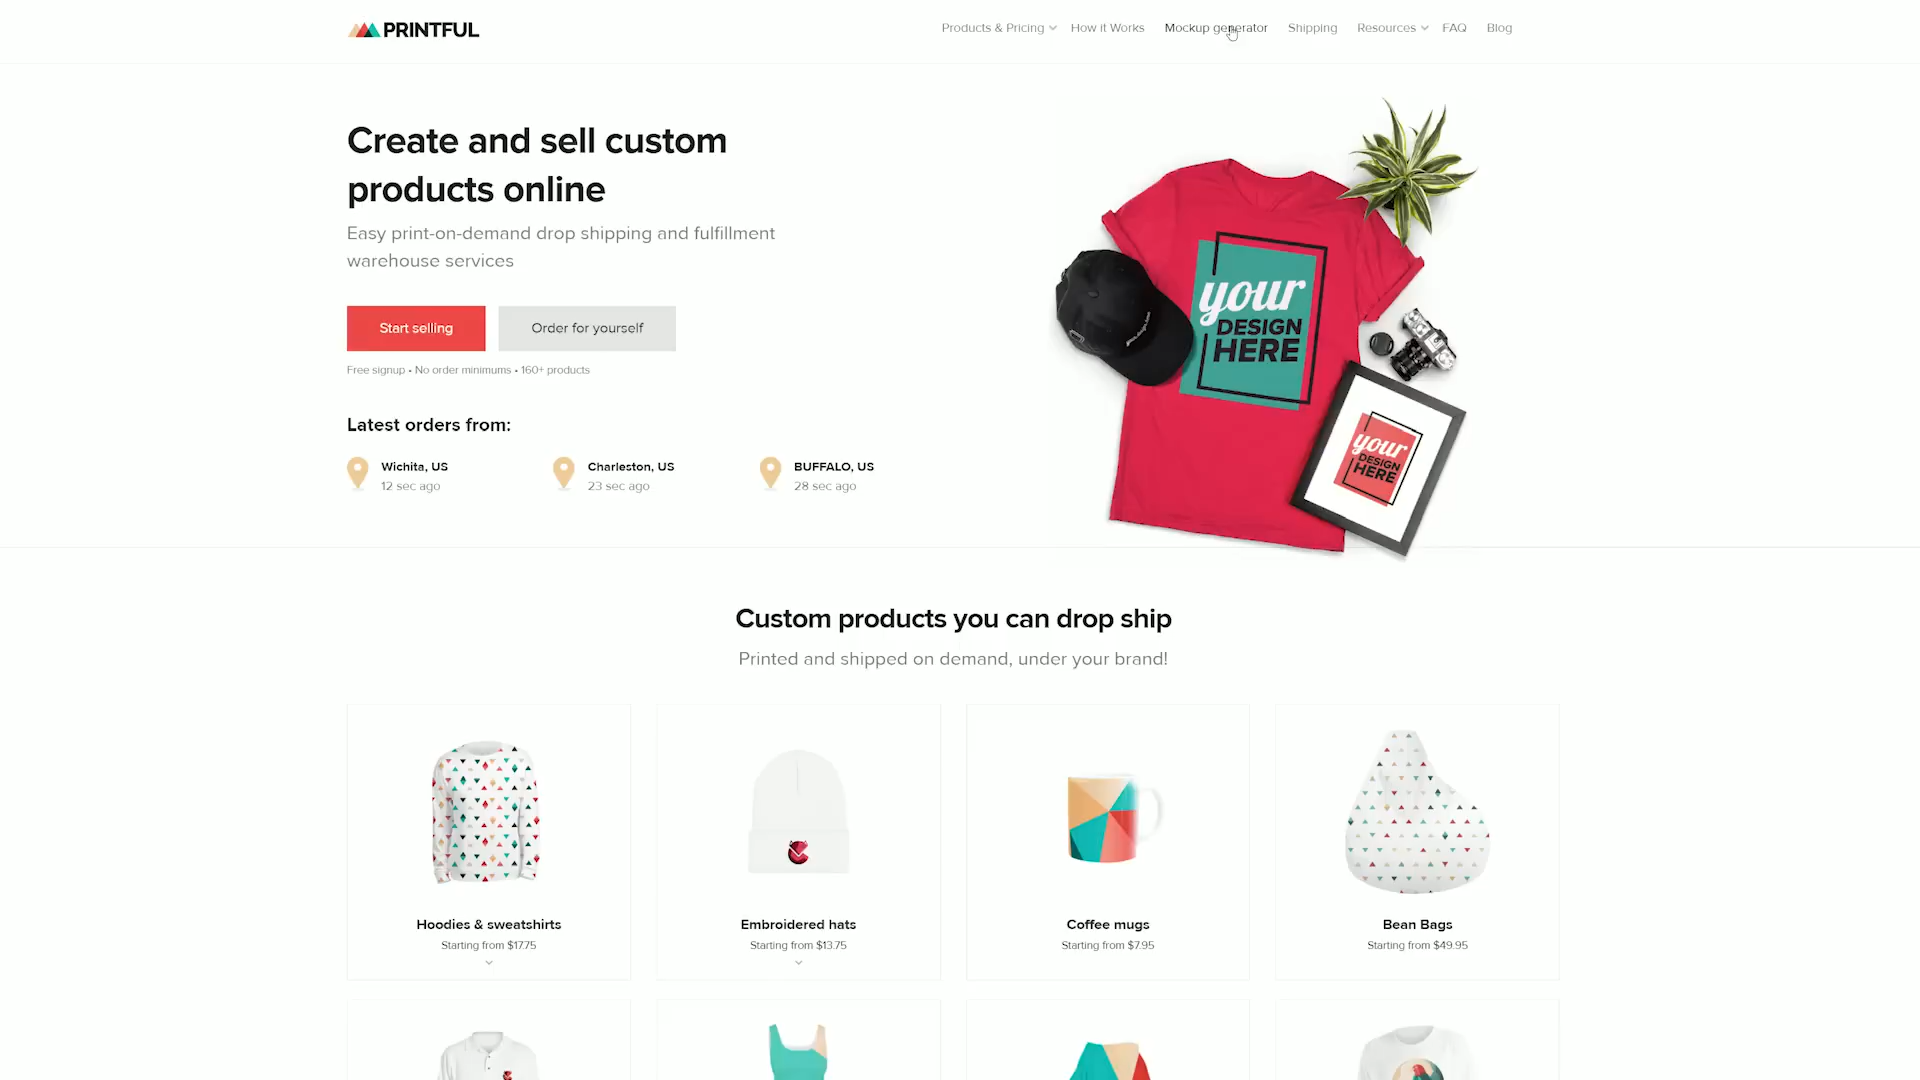 PRINTFUL
Products & Pricing
How it Works
Mockup generator
Shipping
Resources
FAQ
Blog
Create and sell custom
products online
Easy print-on-demand drop shipping and fulfillment
warehouse services
Start selling
Order for yourself
Free signup • No order minimums • 160+ products
Latest orders from:
Wichita, US
12 sec ago
Charleston, US
23 sec ago
BUFFALO, US
28 sec ago
your
DESIGN
HERE
your
DESIGN
HERE
Custom products you can drop ship
Printed and shipped on demand, under your brand!
Hoodies & sweatshirts
Starting from $17.75
Embroidered hats
Starting from $13.75
Coffee mugs
Starting from $7.95
Bean Bags
Starting from $49.95